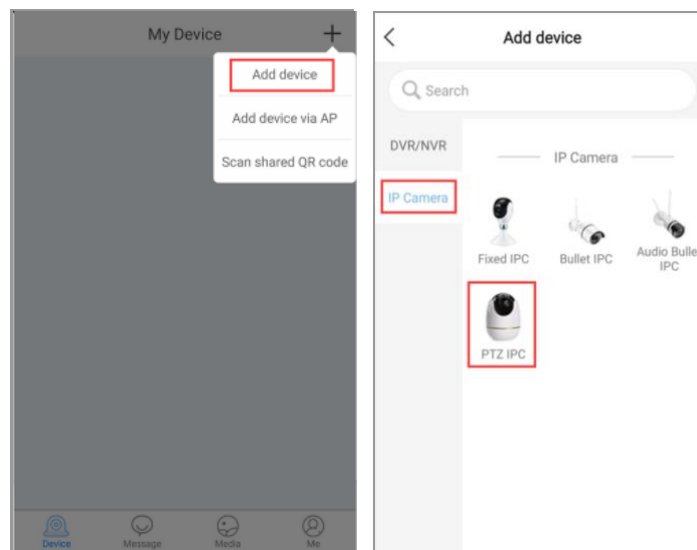 My Device
Add device
Add device via AP
Scan shared QR code
Device
Message
Media
Me
Add device
Search
DVR/NVR
IP Camera
IP Camera
Fixed IPC
Bullet IPC
Audio Bulle
IPC
PTZ IPC